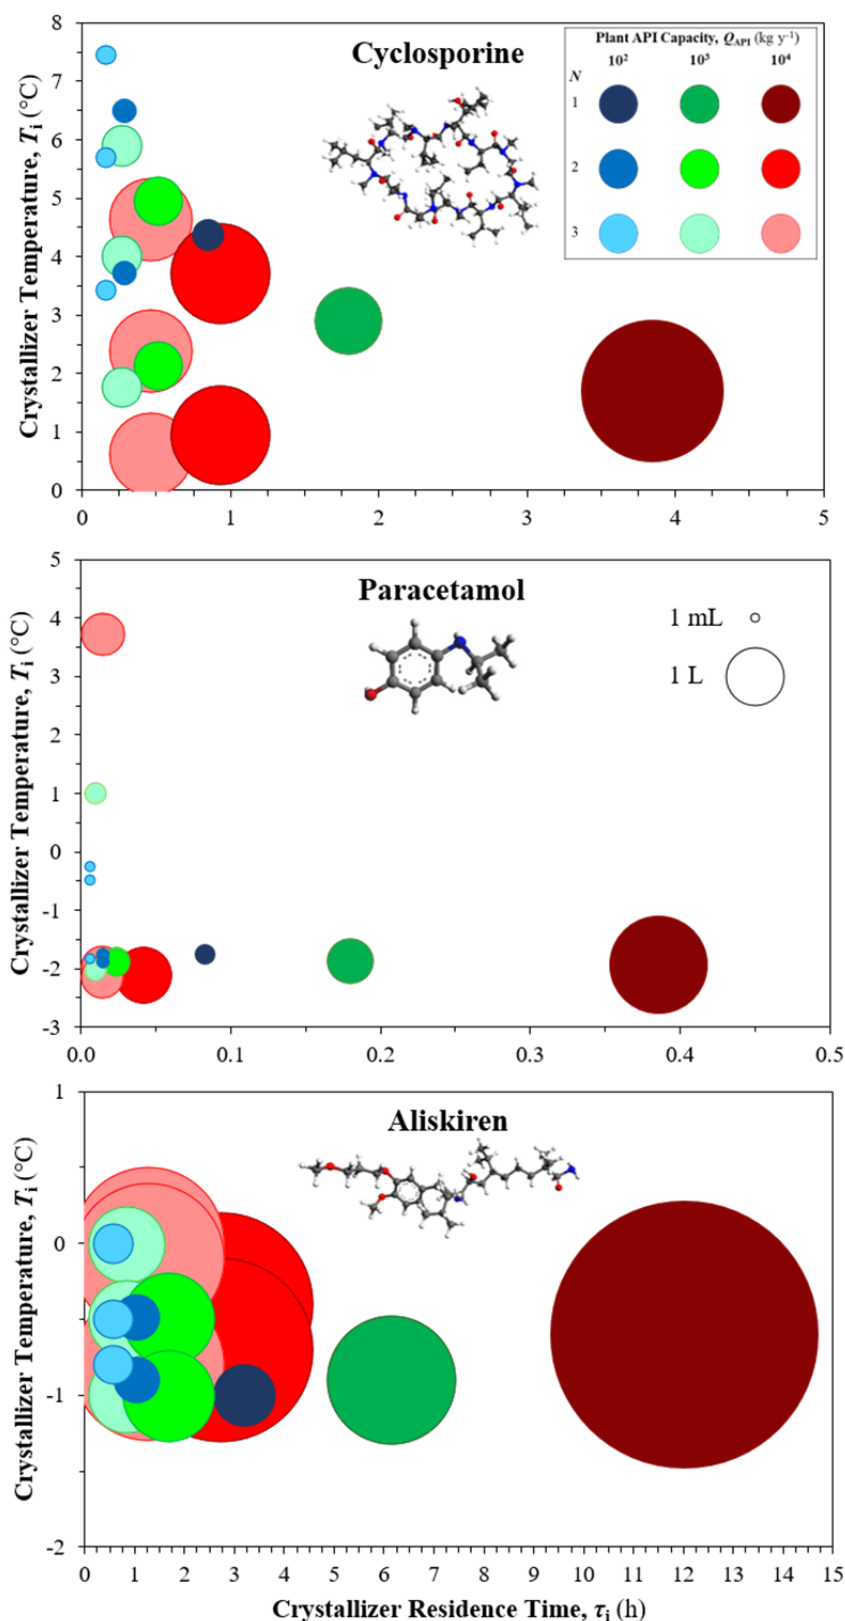 Cyclosporine
Plant API Capacity, Q_API (kg y⁻¹)
N 10² 10³ 10⁴
1
2
3
Crystallizer Temperature, Tᵢ (°C)
8
7
6
5
4
3
2
1
0
0 1 2 3 4 5
Paracetamol
1 mL
1 L
Crystallizer Temperature, Tᵢ (°C)
5
4
3
2
1
0
-1
-2
-3
0.0 0.1 0.2 0.3 0.4 0.5
Aliskiren
Crystallizer Temperature, Tᵢ (°C)
1
0
-1
-2
0 1 2 3 4 5 6 7 8 9 10 11 12 13 14 15
Crystallizer Residence Time, τᵢ (h)